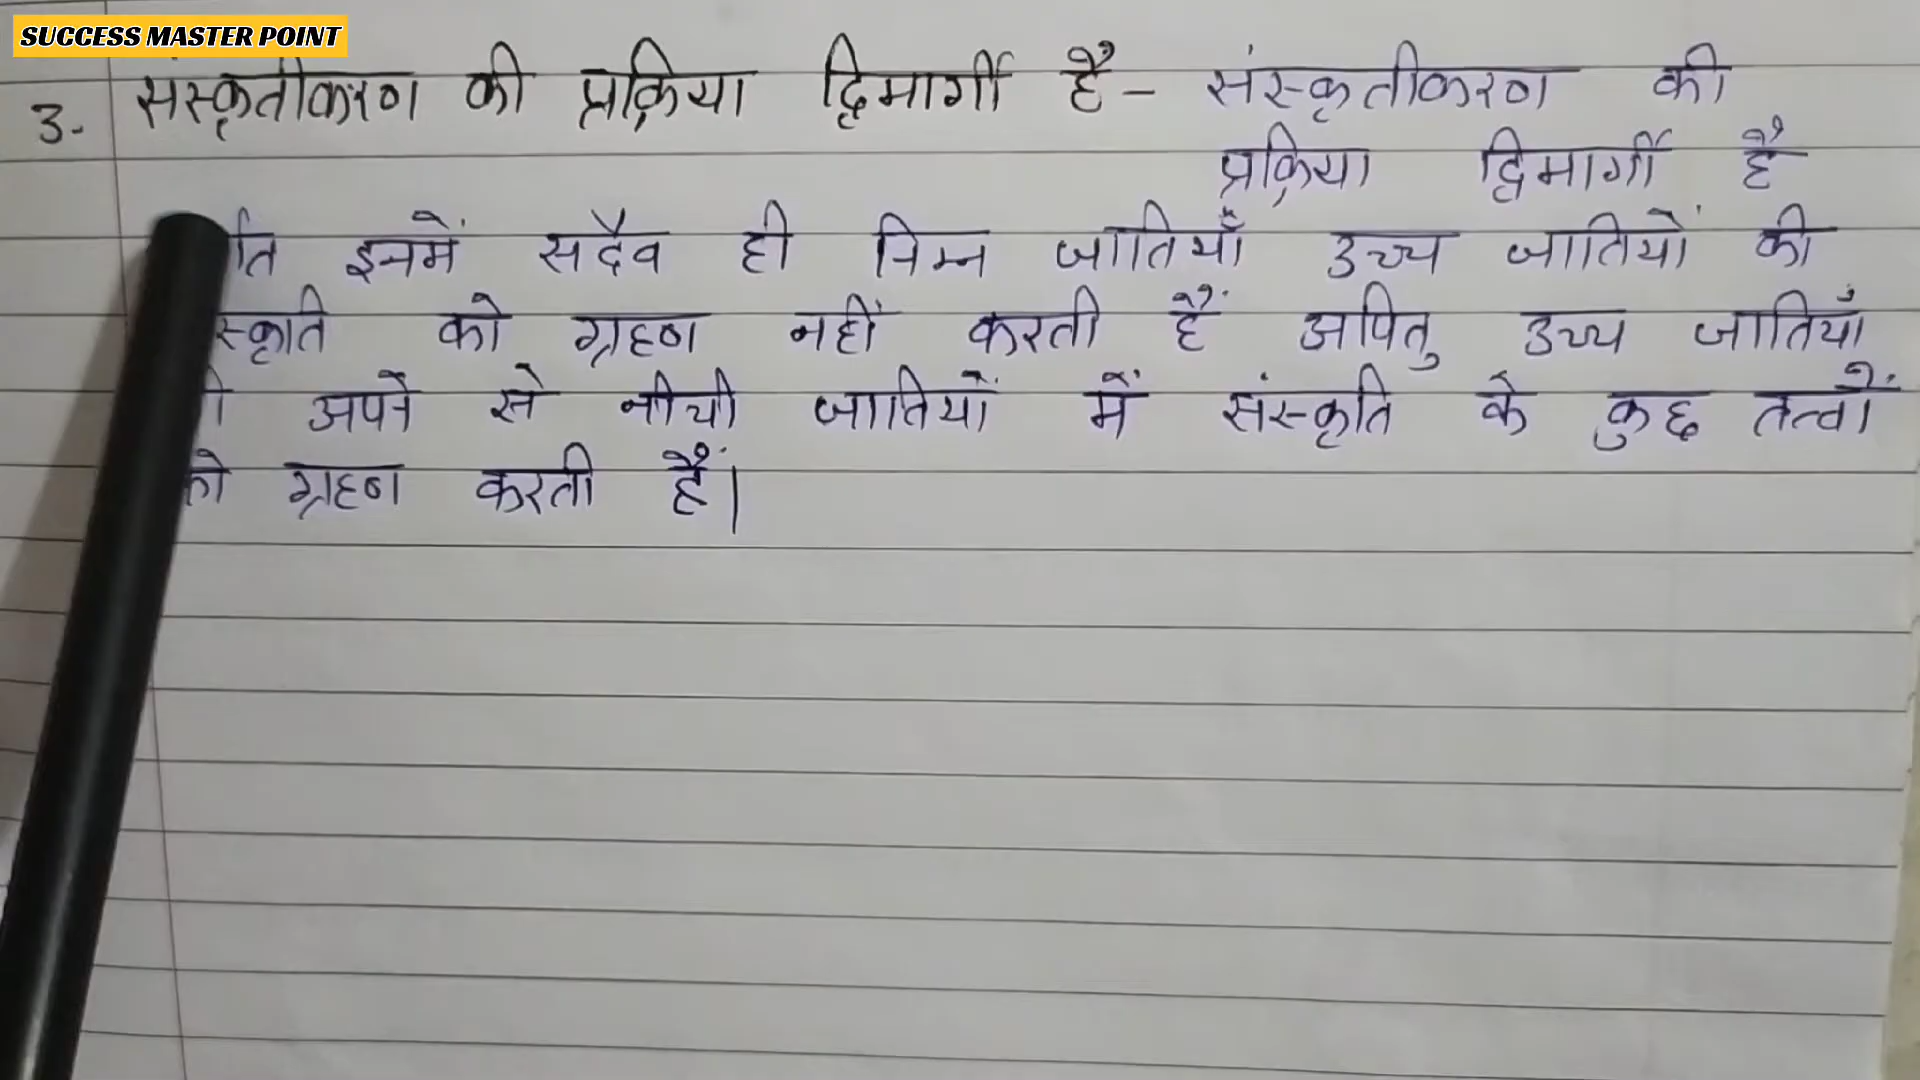 SUCCESS MASTER POINT
3. संस्कृतीकरण की प्रक्रिया द्विमार्गी है - संस्कृतीकरण की
प्रक्रिया द्विमार्गी है
इनमें सदैव ही निम्न जातियाँ उच्च जातियों की
को ग्रहण नहीं करती हैं अपितु उच्च जातियाँ
अपने से नीची जातियों में संस्कृति के कुछ तत्वों
को ग्रहण करती हैं|